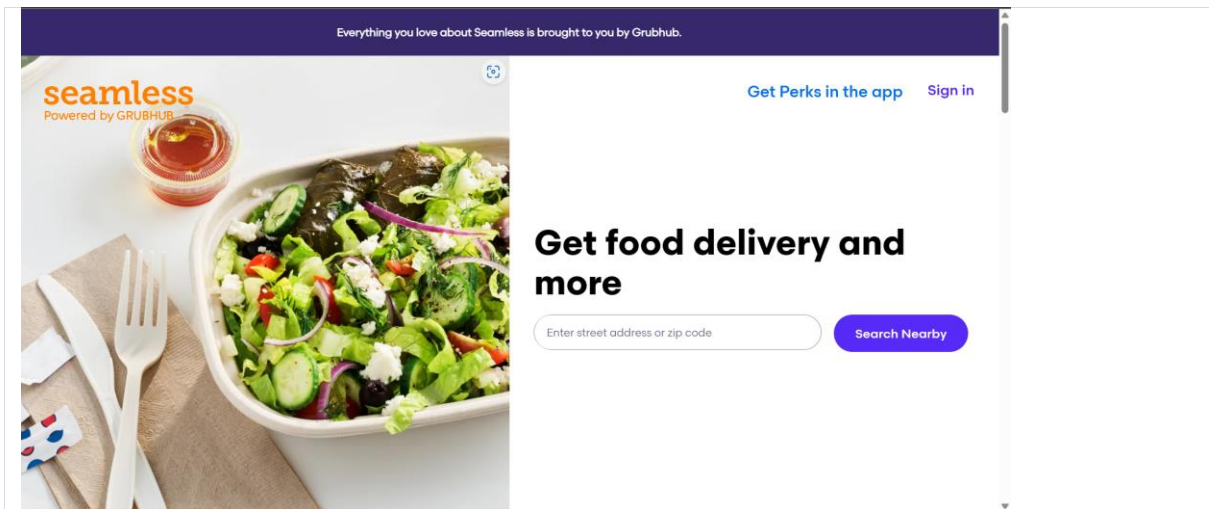 Everything you love about Seamless is brought to you by Grubhub.
seamless
Powered by GRUBHUB
Get Perks in the app
Sign in
Get food delivery and
more
Enter street address or zip code
Search Nearby